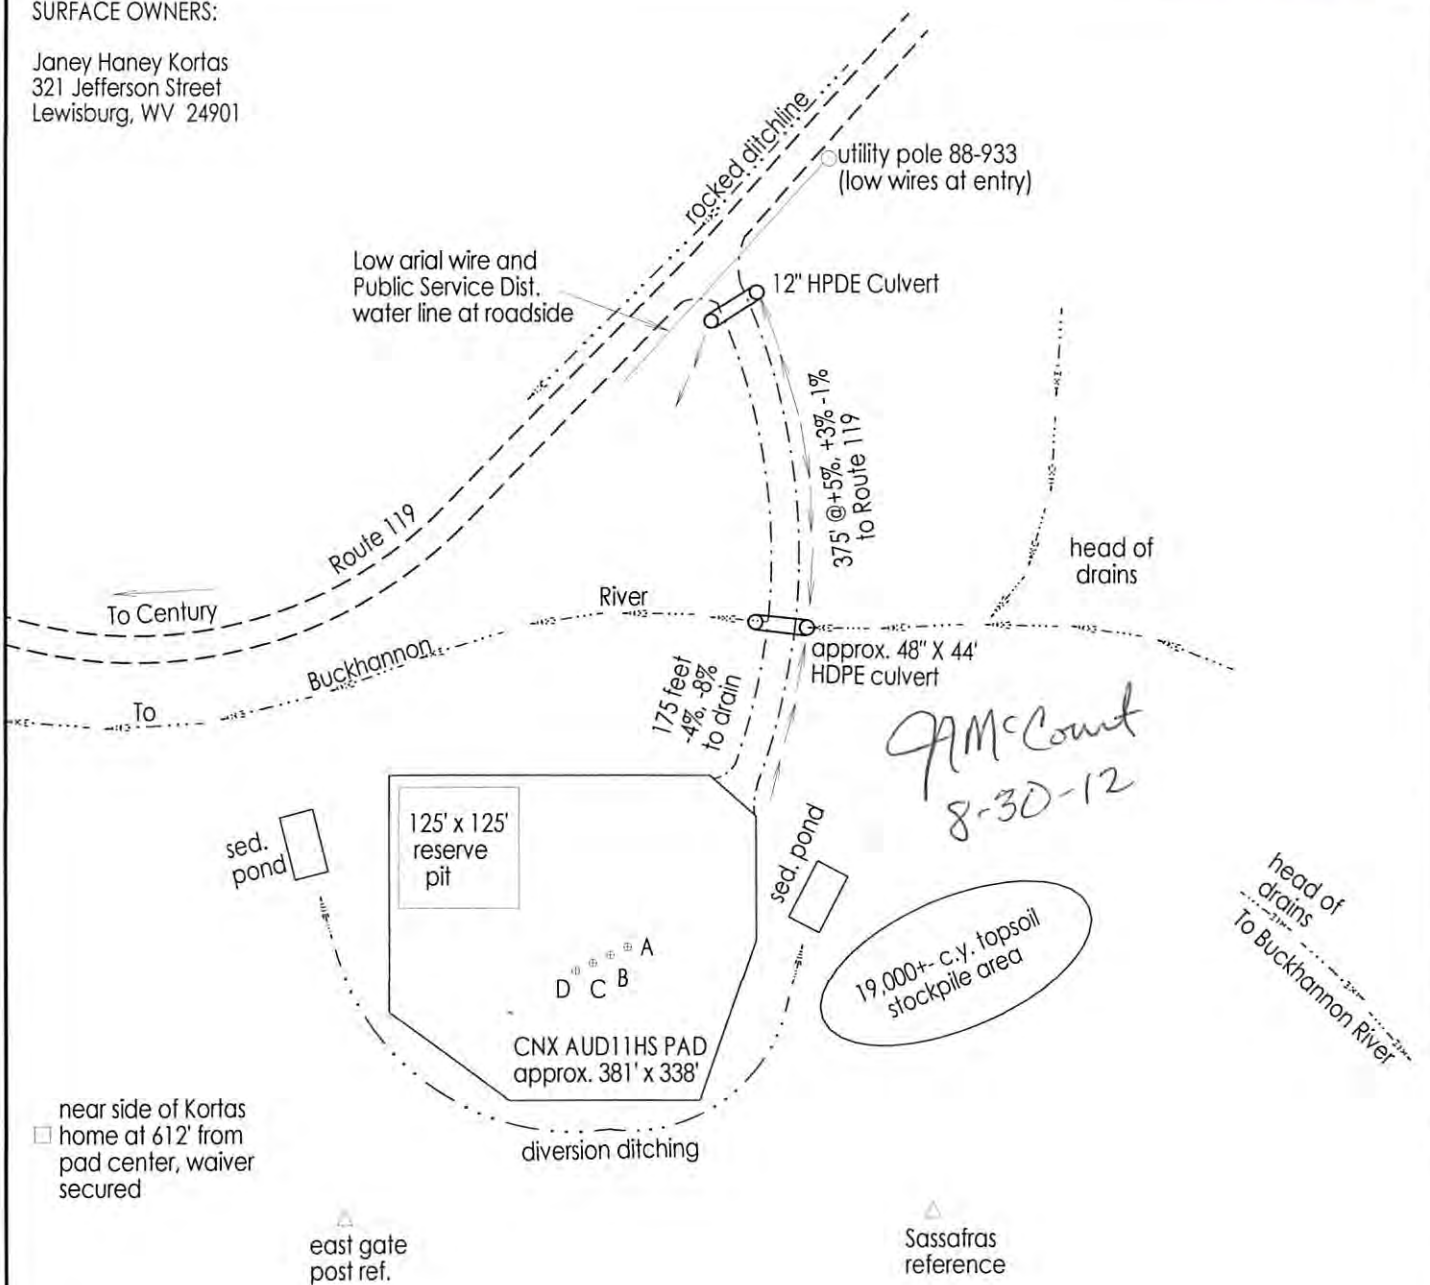 SURFACE OWNERS:
Janey Haney Kortas
321 Jefferson Street
Lewisburg, WV 24901
rocked ditchline
utility pole 88-933
(low wires at entry)
Low arial wire and
Public Service Dist.
water line at roadside
12" HPDE Culvert
375' @+5%, +3% -1%
to Route 119
Route 119
head of
drains
To Century
River
Buckhannon
To
approx. 48" X 44'
HDPE culvert
175 feet
-4%, -8%
to drain
JAMcCourt
8-30-12
sed.
pond
125' x 125'
reserve
pit
sed. pond
head of
drains
To Buckhannon River
19,000+- c.y. topsoil
stockpile area
A
B
C
D
CNX AUD11HS PAD
approx. 381' x 338'
near side of Kortas
home at 612' from
pad center, waiver
secured
diversion ditching
east gate
post ref.
Sassafras
reference